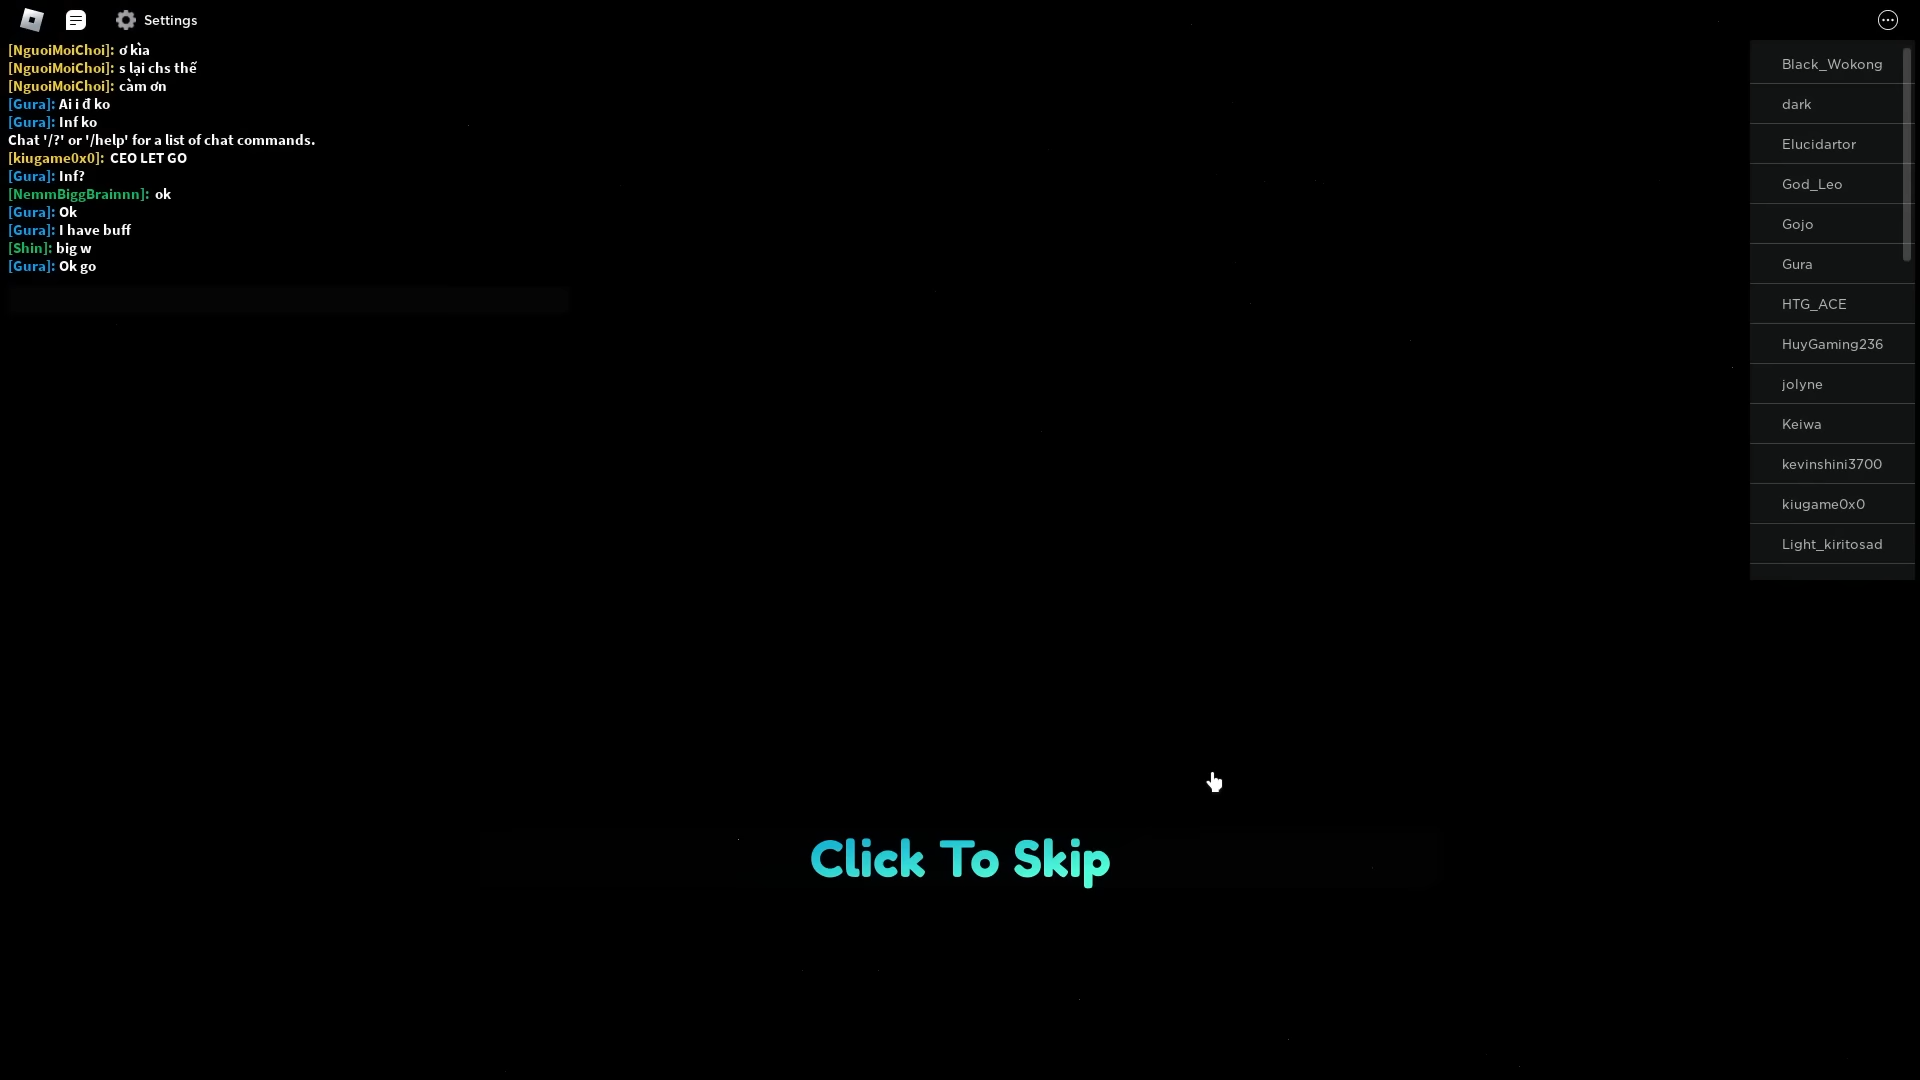 Settings
[NguoiMoiChoi]: ơ kìa
[NguoiMoiChoi]: s lại chs thế
[NguoiMoiChoi]: càm ơn
[Gura]: Ai i đ ko
[Gura]: Inf ko
Chat '/?' or '/help' for a list of chat commands.
[kiugame0x0]: CEO LET GO
[Gura]: Inf?
[NemmBiggBrainnn]: ok
[Gura]: Ok
[Gura]: I have buff
[Shin]: big w
[Gura]: Ok go
Black_Wokong
dark
Elucidartor
God_Leo
Gojo
Gura
HTG_ACE
HuyGaming236
jolyne
Keiwa
kevinshini3700
kiugame0x0
Light_kiritosad
Click To Skip